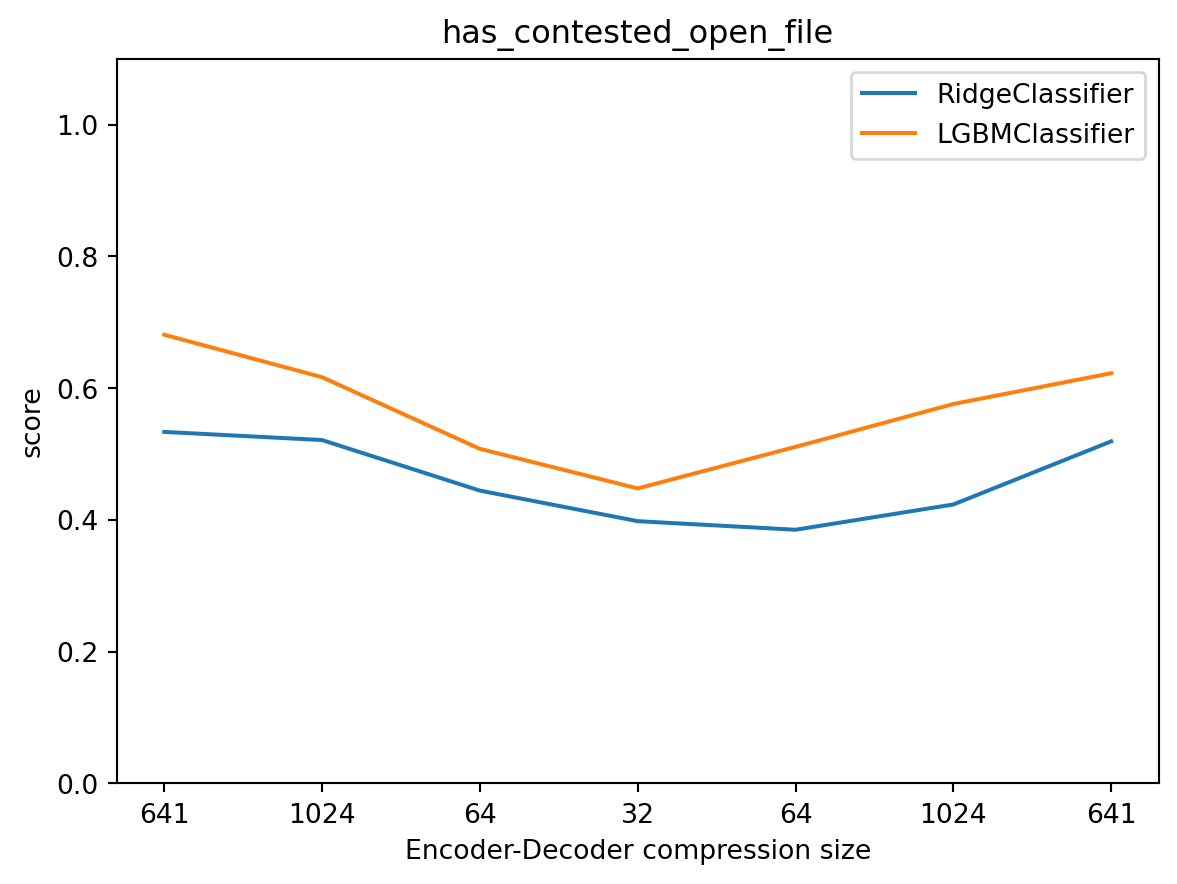 has_contested_open_file
RidgeClassifier
LGBMClassifier
score
1.0
0.8
0.6
0.4
0.2
0.0
641 1024 64 32 64 1024 641
Encoder-Decoder compression size